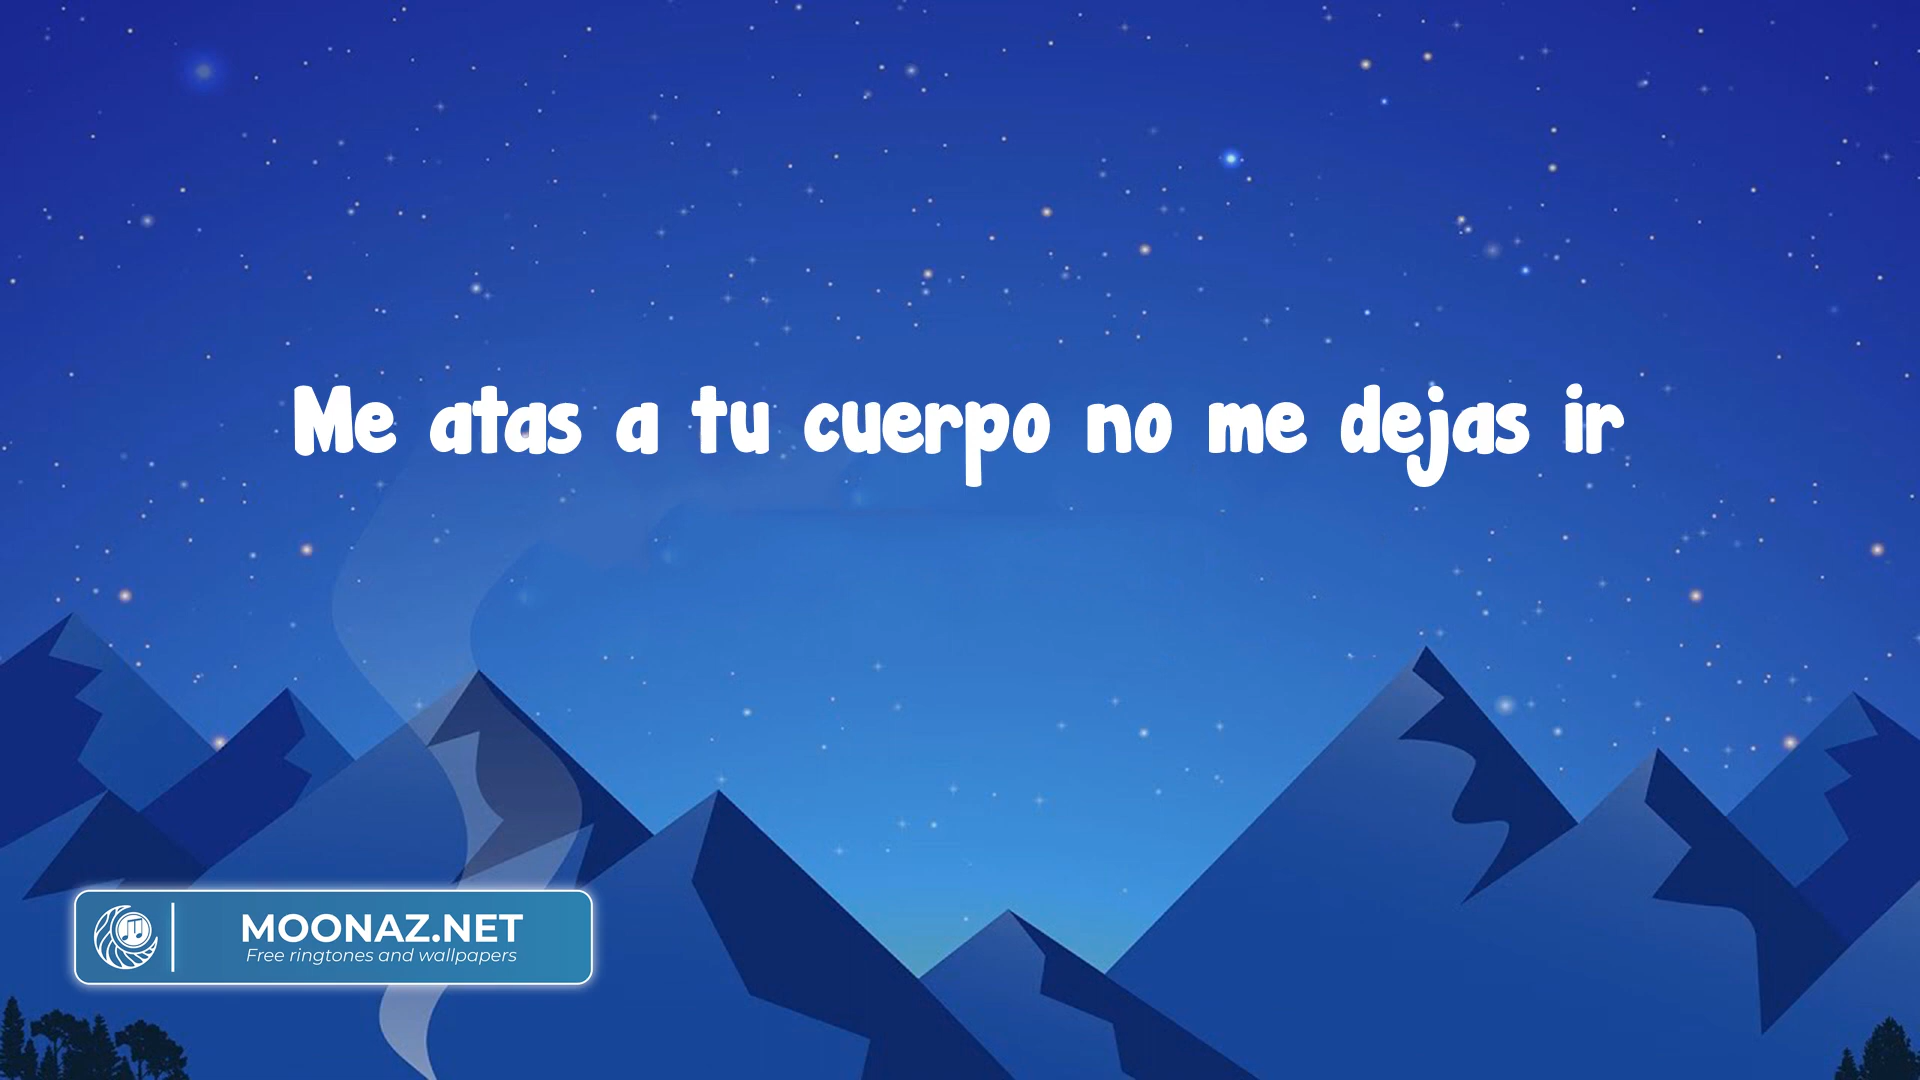 Me atas a tu cuerpo no me dejas ir
MOONAZ.NET
Free ringtones and wallpapers